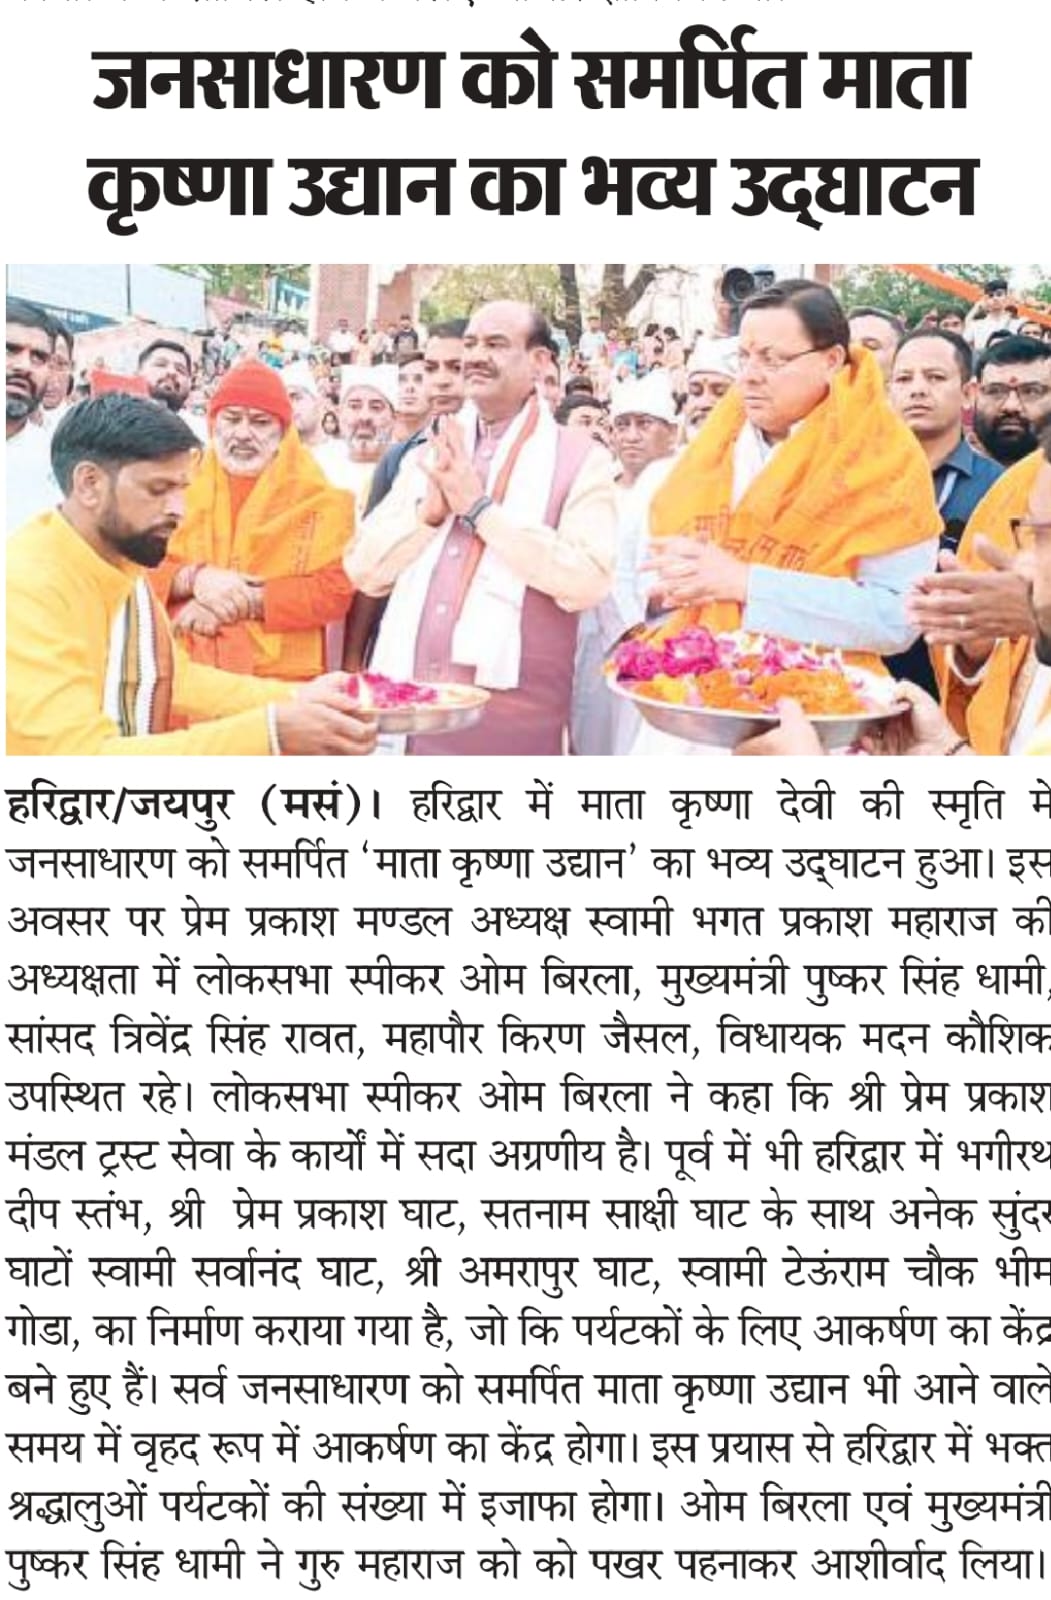 जनसाधारण को समर्पित माता
कृष्णा उद्यान का भव्य उद्घाटन
हरिद्वार/जयपुर (मसं)। हरिद्वार में माता कृष्णा देवी की स्मृति में
जनसाधारण को समर्पित ‘माता कृष्णा उद्यान’ का भव्य उद्घाटन हुआ। इस
अवसर पर प्रेम प्रकाश मण्डल अध्यक्ष स्वामी भगत प्रकाश महाराज की
अध्यक्षता में लोकसभा स्पीकर ओम बिरला, मुख्यमंत्री पुष्कर सिंह धामी,
सांसद त्रिवेंद्र सिंह रावत, महापौर किरण जैसल, विधायक मदन कौशिक
उपस्थित रहे। लोकसभा स्पीकर ओम बिरला ने कहा कि श्री प्रेम प्रकाश
मंडल ट्रस्ट सेवा के कार्यों में सदा अग्रणीय है। पूर्व में भी हरिद्वार में भगीरथ
दीप स्तंभ, श्री प्रेम प्रकाश घाट, सतनाम साक्षी घाट के साथ अनेक सुंदर
घाटों स्वामी सर्वानंद घाट, श्री अमरापुर घाट, स्वामी टेऊंराम चौक भीम
गोडा, का निर्माण कराया गया है, जो कि पर्यटकों के लिए आकर्षण का केंद्र
बने हुए हैं। सर्व जनसाधारण को समर्पित माता कृष्णा उद्यान भी आने वाले
समय में वृहद रूप में आकर्षण का केंद्र होगा। इस प्रयास से हरिद्वार में भक्त
श्रद्धालुओं पर्यटकों की संख्या में इजाफा होगा। ओम बिरला एवं मुख्यमंत्री
पुष्कर सिंह धामी ने गुरु महाराज को को पखर पहनाकर आशीर्वाद लिया।